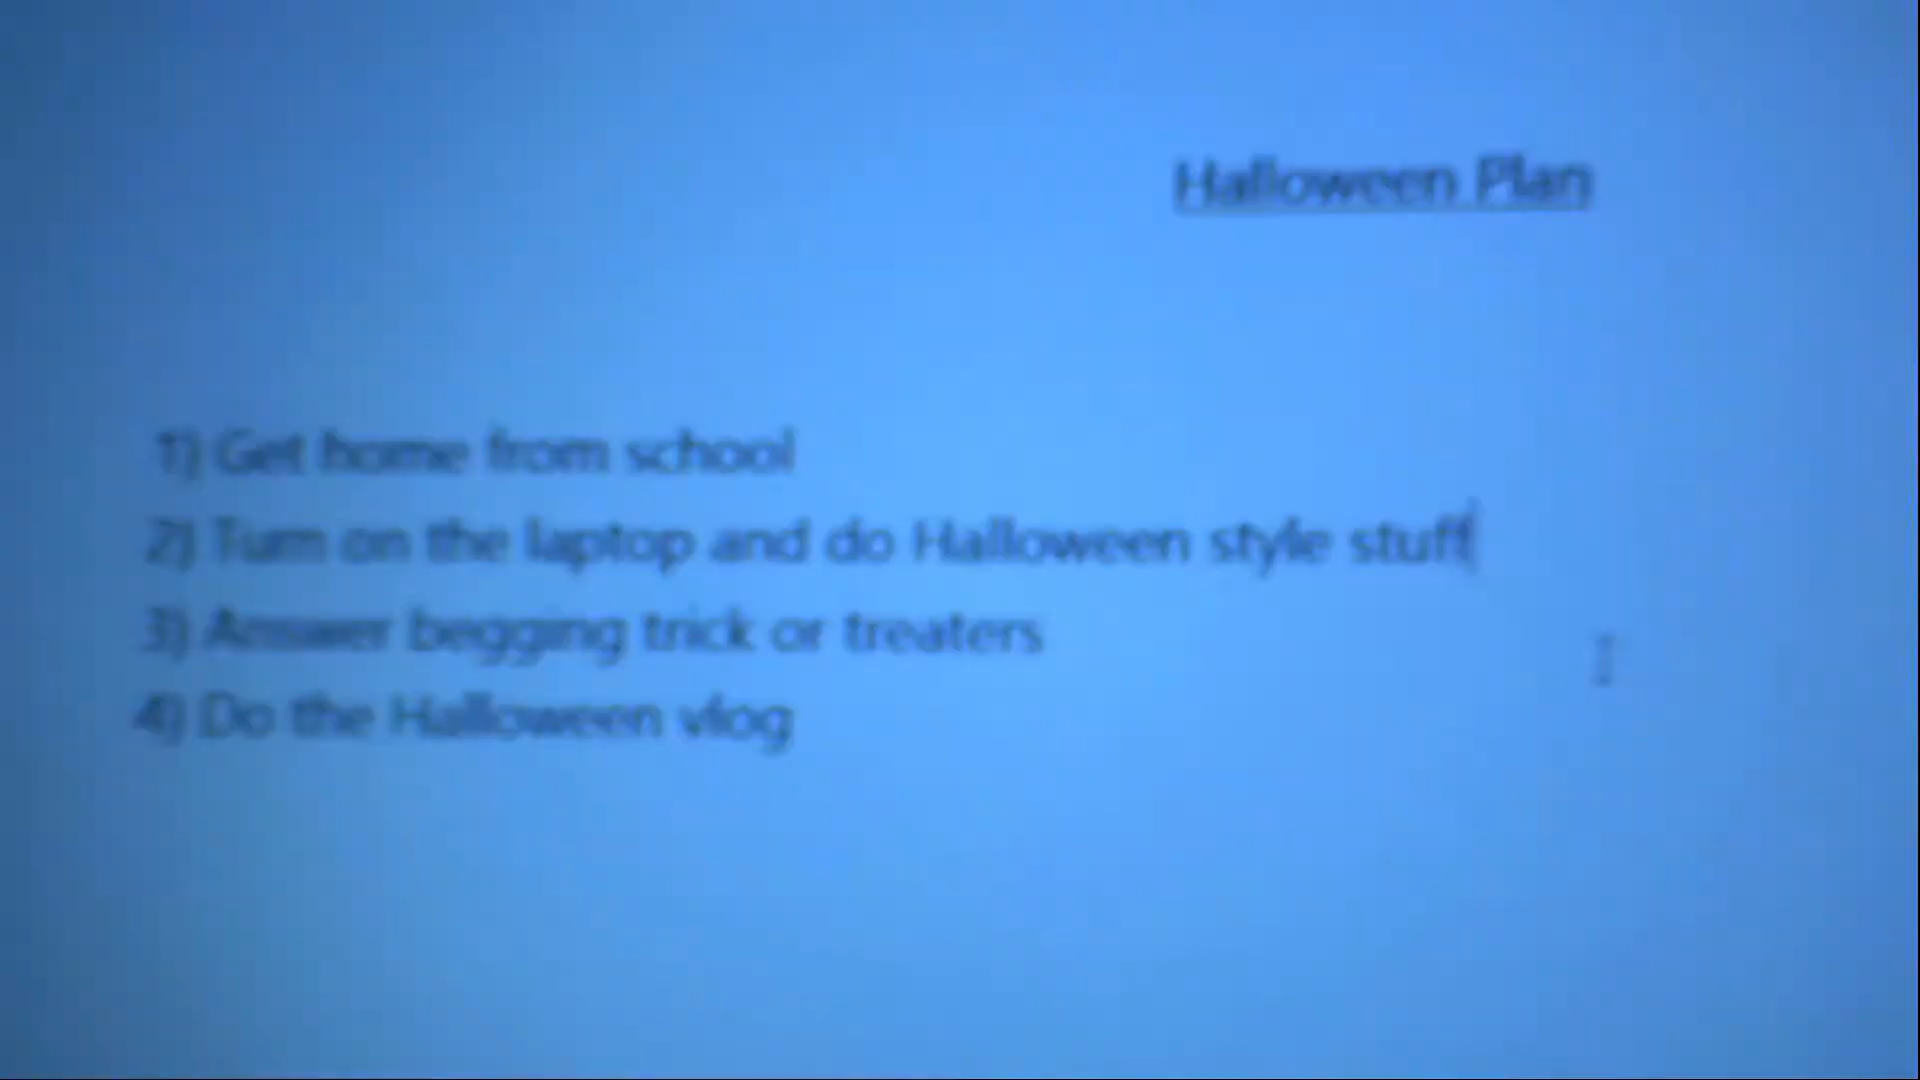 Halloween Plan
1) Get home from school
2) Turn on the laptop and do Halloween style stuff
3) Answer begging trick or treaters
4) Do the Halloween vlog